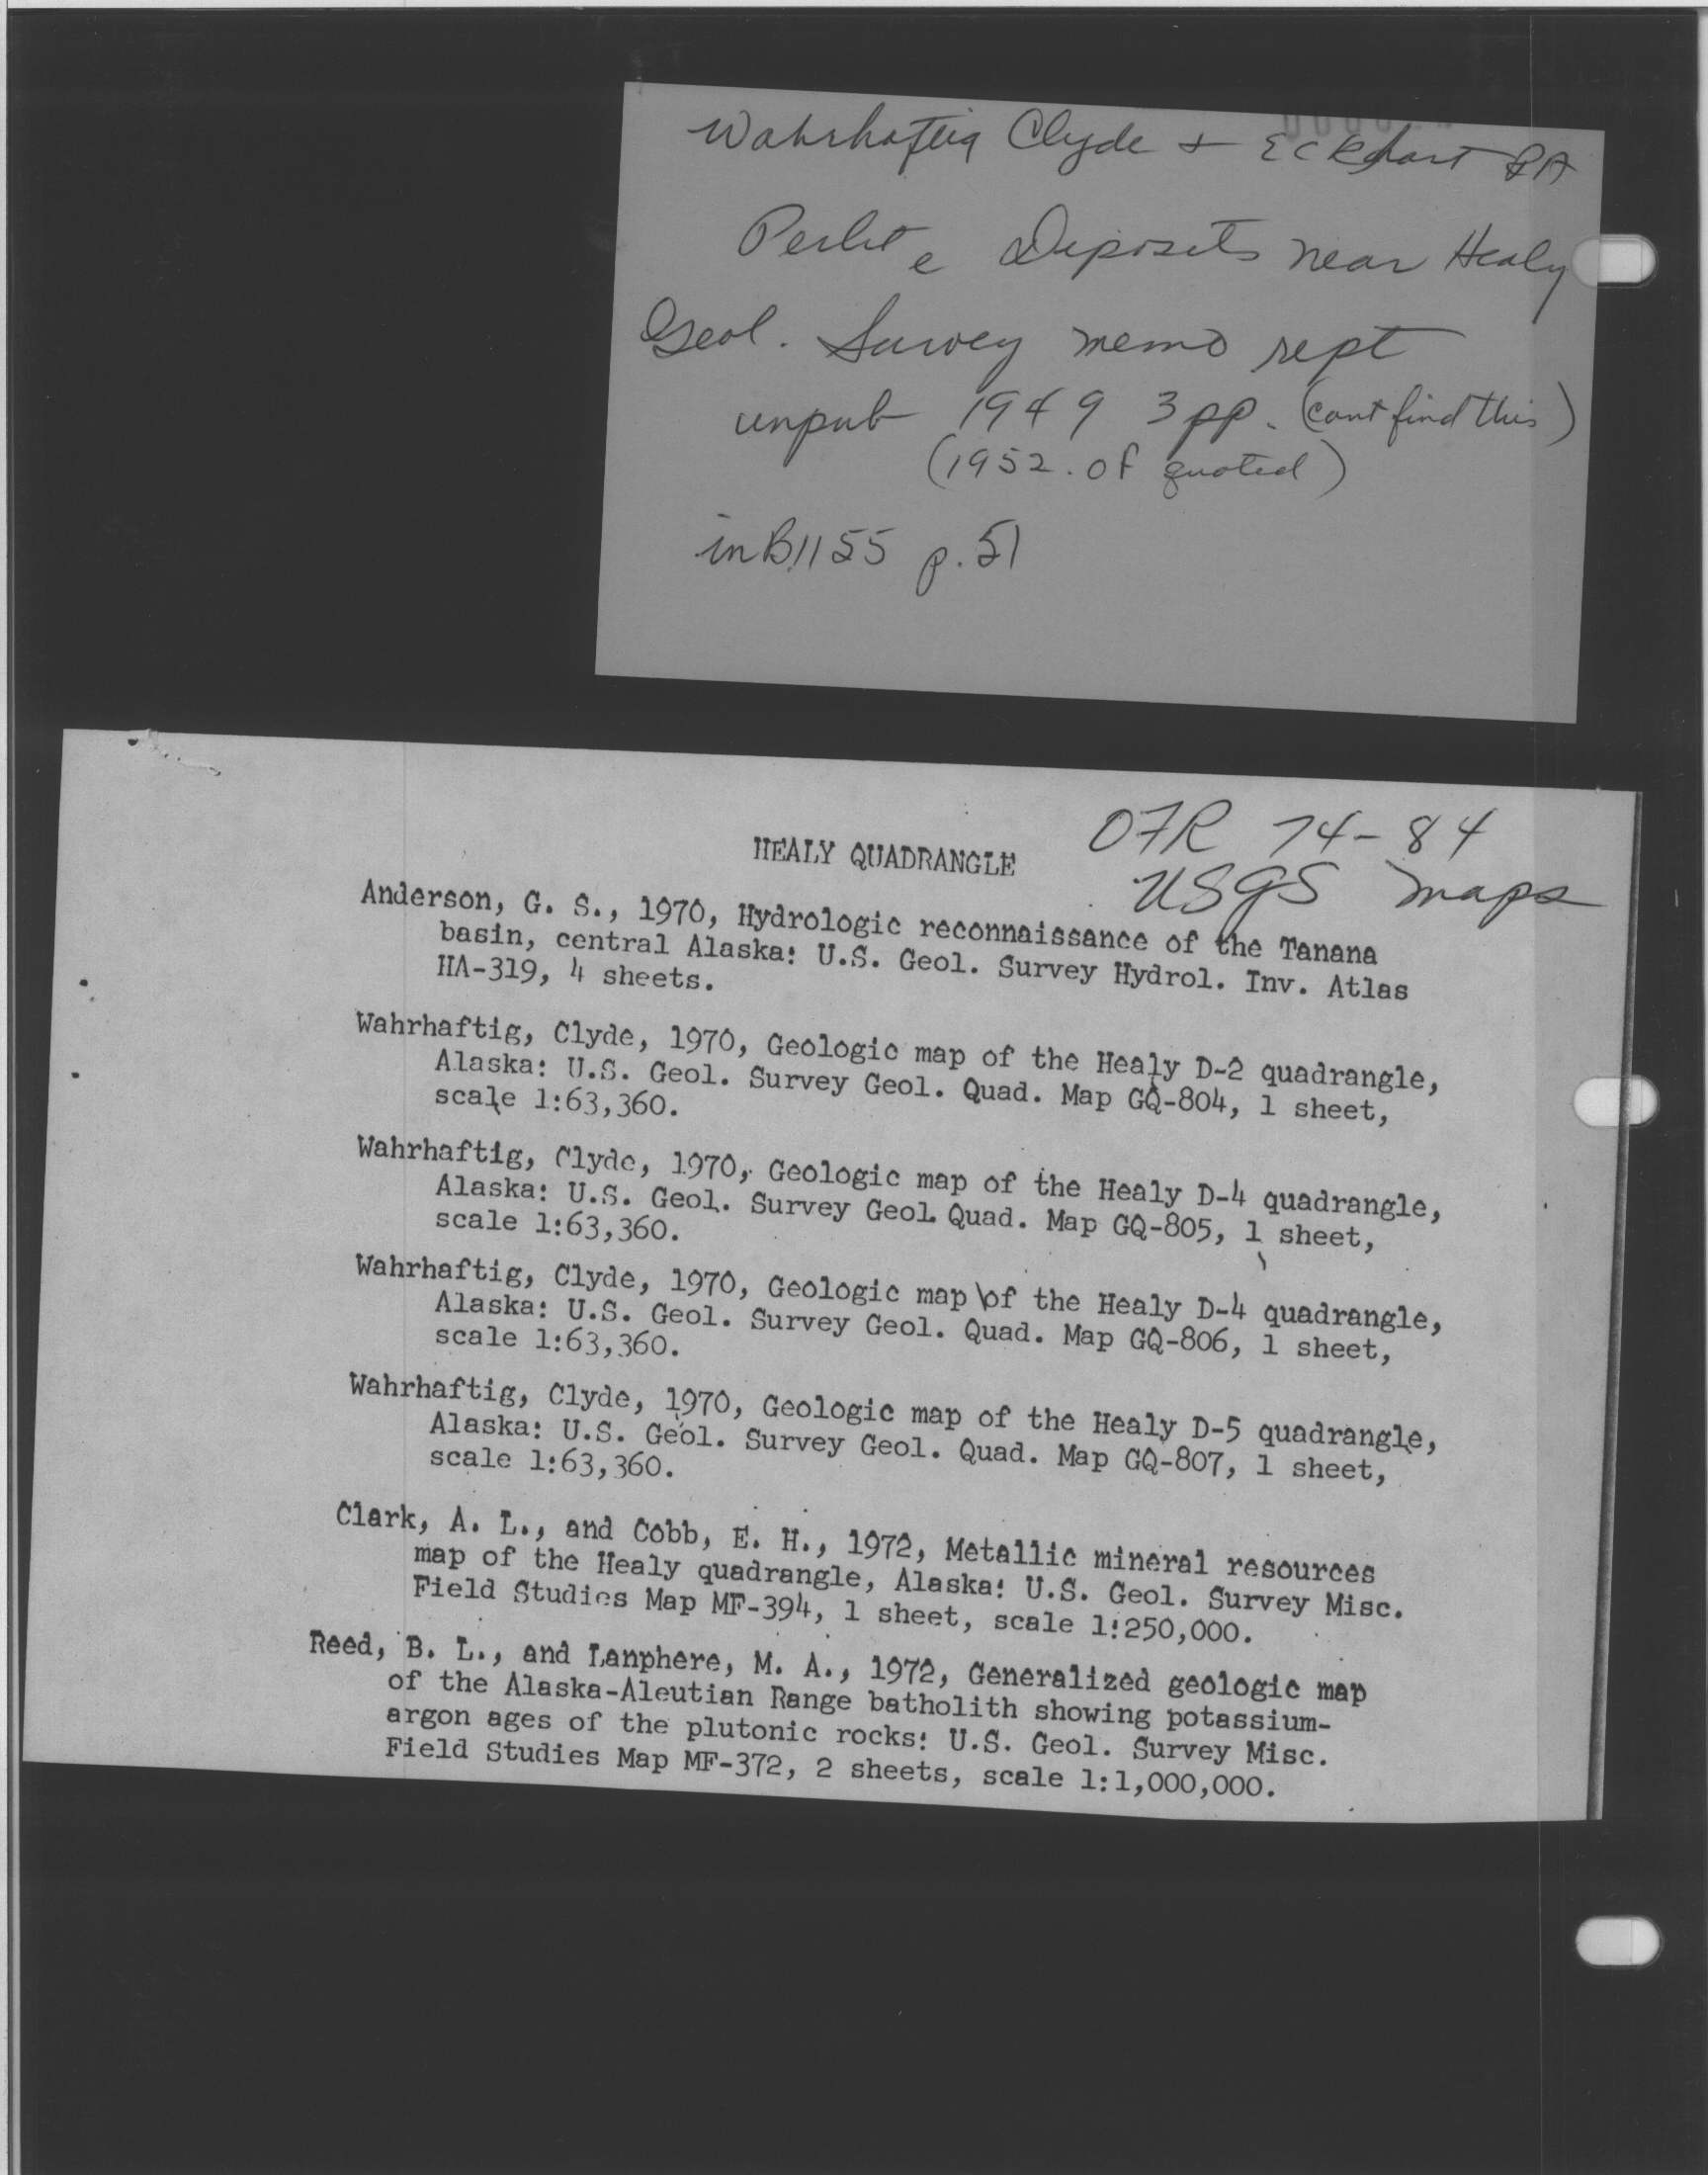 Wahrhaftig Clyde + Eckhart RA
Perlite Deposits near Healy
Geol. Survey memo rept
unpub 1949 3pp. (cant find this)
(1952. of quoted)
in B1155 p. 51
OFR 74-84
HEALY QUADRANGLE
USGS maps
Anderson, G. S., 1970, Hydrologic reconnaissance of the Tanana
basin, central Alaska: U.S. Geol. Survey Hydrol. Inv. Atlas
HA-319, 4 sheets.
Wahrhaftig, Clyde, 1970, Geologic map of the Healy D-2 quadrangle,
Alaska: U.S. Geol. Survey Geol. Quad. Map GQ-804, 1 sheet,
scale 1:63,360.
Wahrhaftig, Clyde, 1970, Geologic map of the Healy D-4 quadrangle,
Alaska: U.S. Geol. Survey Geol. Quad. Map GQ-805, 1 sheet,
scale 1:63,360.
Wahrhaftig, Clyde, 1970, Geologic map of the Healy D-4 quadrangle,
Alaska: U.S. Geol. Survey Geol. Quad. Map GQ-806, 1 sheet,
scale 1:63,360.
Wahrhaftig, Clyde, 1970, Geologic map of the Healy D-5 quadrangle,
Alaska: U.S. Geol. Survey Geol. Quad. Map GQ-807, 1 sheet,
scale 1:63,360.
Clark, A. L., and Cobb, E. H., 1972, Metallic mineral resources
map of the Healy quadrangle, Alaska: U.S. Geol. Survey Misc.
Field Studies Map MF-394, 1 sheet, scale 1:250,000.
Reed, B. L., and Lanphere, M. A., 1972, Generalized geologic map
of the Alaska-Aleutian Range batholith showing potassium-
argon ages of the plutonic rocks: U.S. Geol. Survey Misc.
Field Studies Map MF-372, 2 sheets, scale 1:1,000,000.